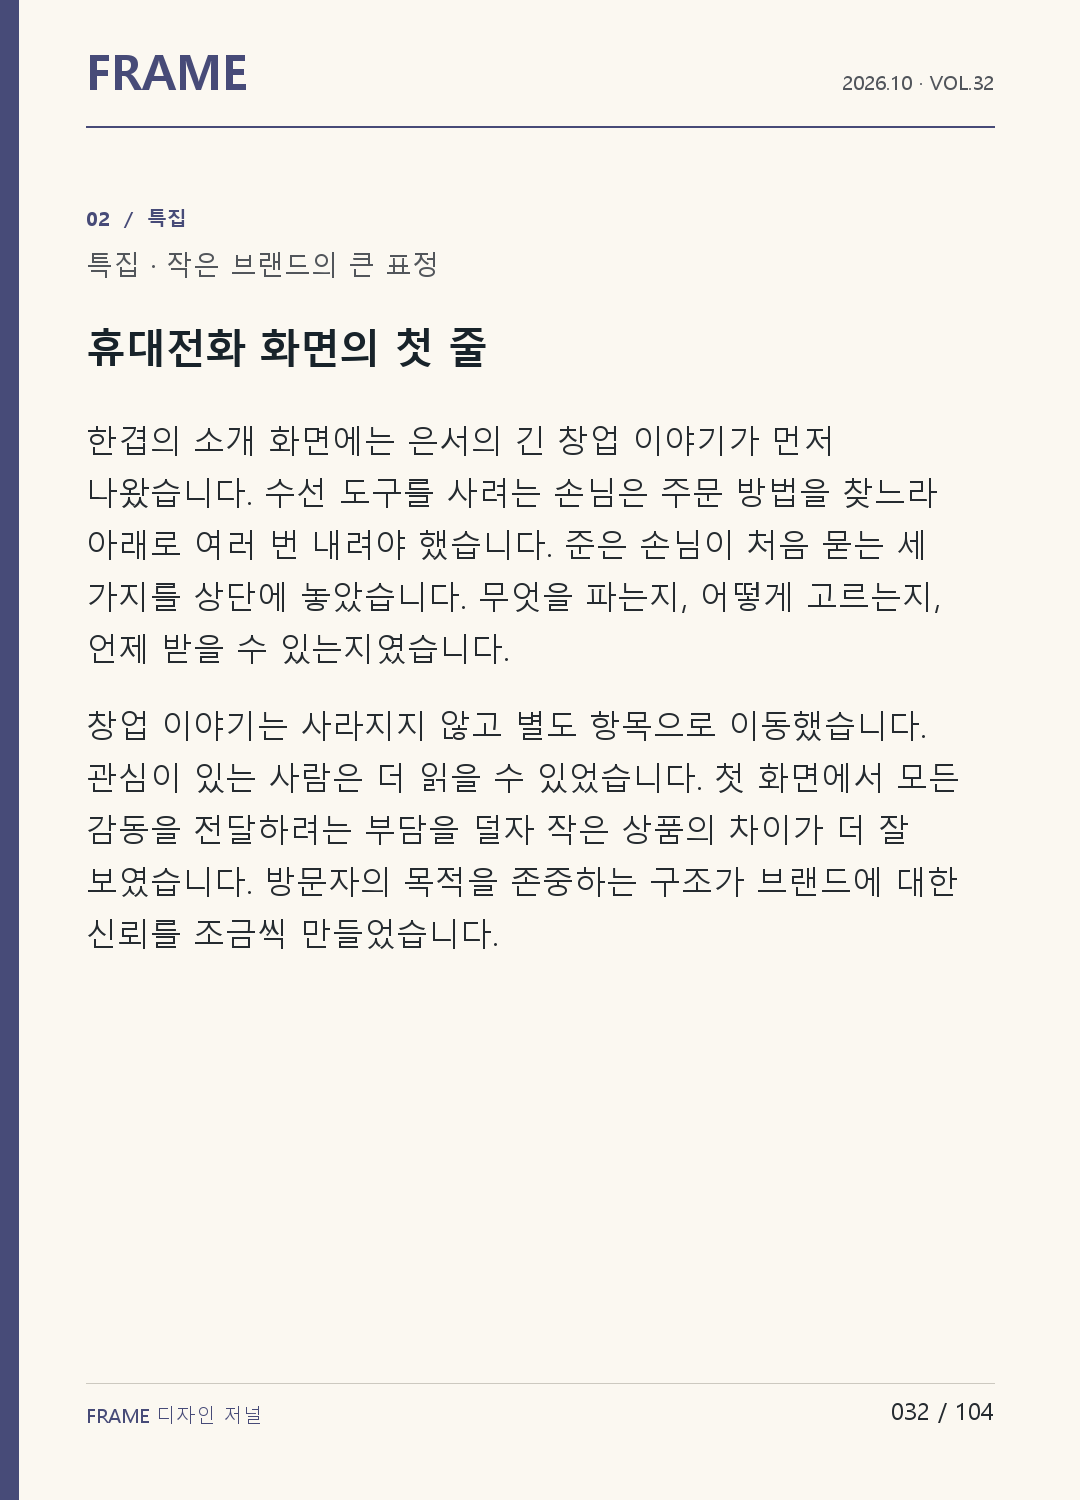 FRAME
2026.10 · VOL.32
02 / 특집
특집 · 작은 브랜드의 큰 표정
휴대전화 화면의 첫 줄
한겹의 소개 화면에는 은서의 긴 창업 이야기가 먼저
나왔습니다. 수선 도구를 사려는 손님은 주문 방법을 찾느라
아래로 여러 번 내려야 했습니다. 준은 손님이 처음 묻는 세
가지를 상단에 놓았습니다. 무엇을 파는지, 어떻게 고르는지,
언제 받을 수 있는지였습니다.
창업 이야기는 사라지지 않고 별도 항목으로 이동했습니다.
관심이 있는 사람은 더 읽을 수 있었습니다. 첫 화면에서 모든
감동을 전달하려는 부담을 덜자 작은 상품의 차이가 더 잘
보였습니다. 방문자의 목적을 존중하는 구조가 브랜드에 대한
신뢰를 조금씩 만들었습니다.
FRAME 디자인 저널
032 / 104